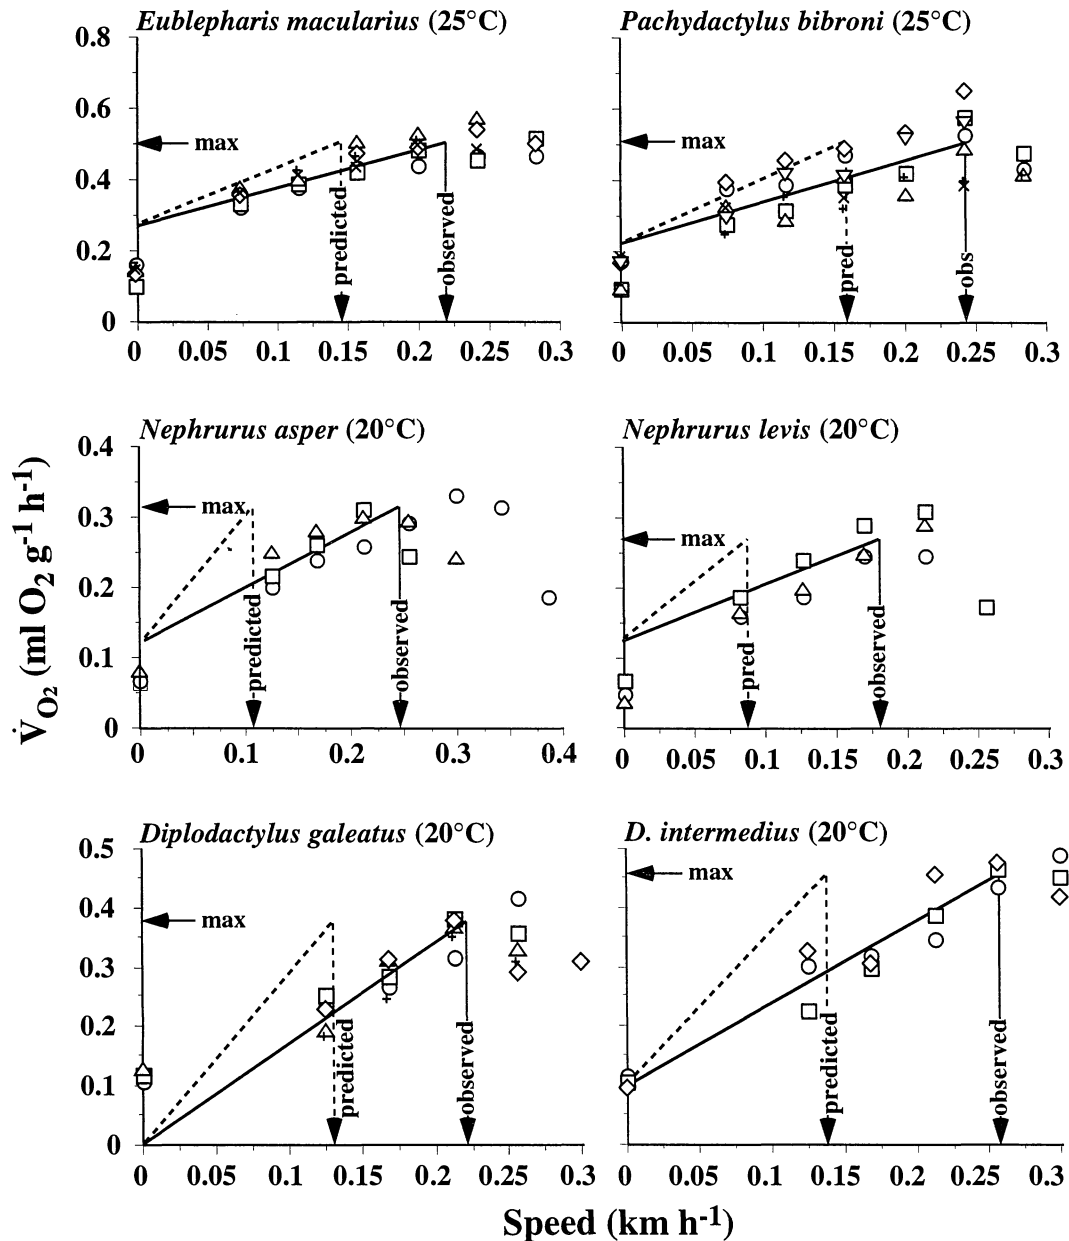 Eublepharis macularius (25°C)
0.8
0.6
0.4
0.2
0
max
predicted
observed
0 0.05 0.1 0.15 0.2 0.25 0.3
Pachydactylus bibroni (25°C)
max
pred
obs
0 0.05 0.1 0.15 0.2 0.25 0.3
Nephrurus asper (20°C)
0.4
0.3
0.2
0.1
0
max
predicted
observed
0 0.1 0.2 0.3 0.4
Nephrurus levis (20°C)
max
pred
observed
0 0.05 0.1 0.15 0.2 0.25 0.3
V̇O2 (ml O2 g-1 h-1)
Diplodactylus galeatus (20°C)
0.5
0.4
0.3
0.2
0.1
0
max
predicted
observed
0 0.05 0.1 0.15 0.2 0.25 0.3
D. intermedius (20°C)
max
predicted
observed
0 0.05 0.1 0.15 0.2 0.25 0.3
Speed (km h-1)